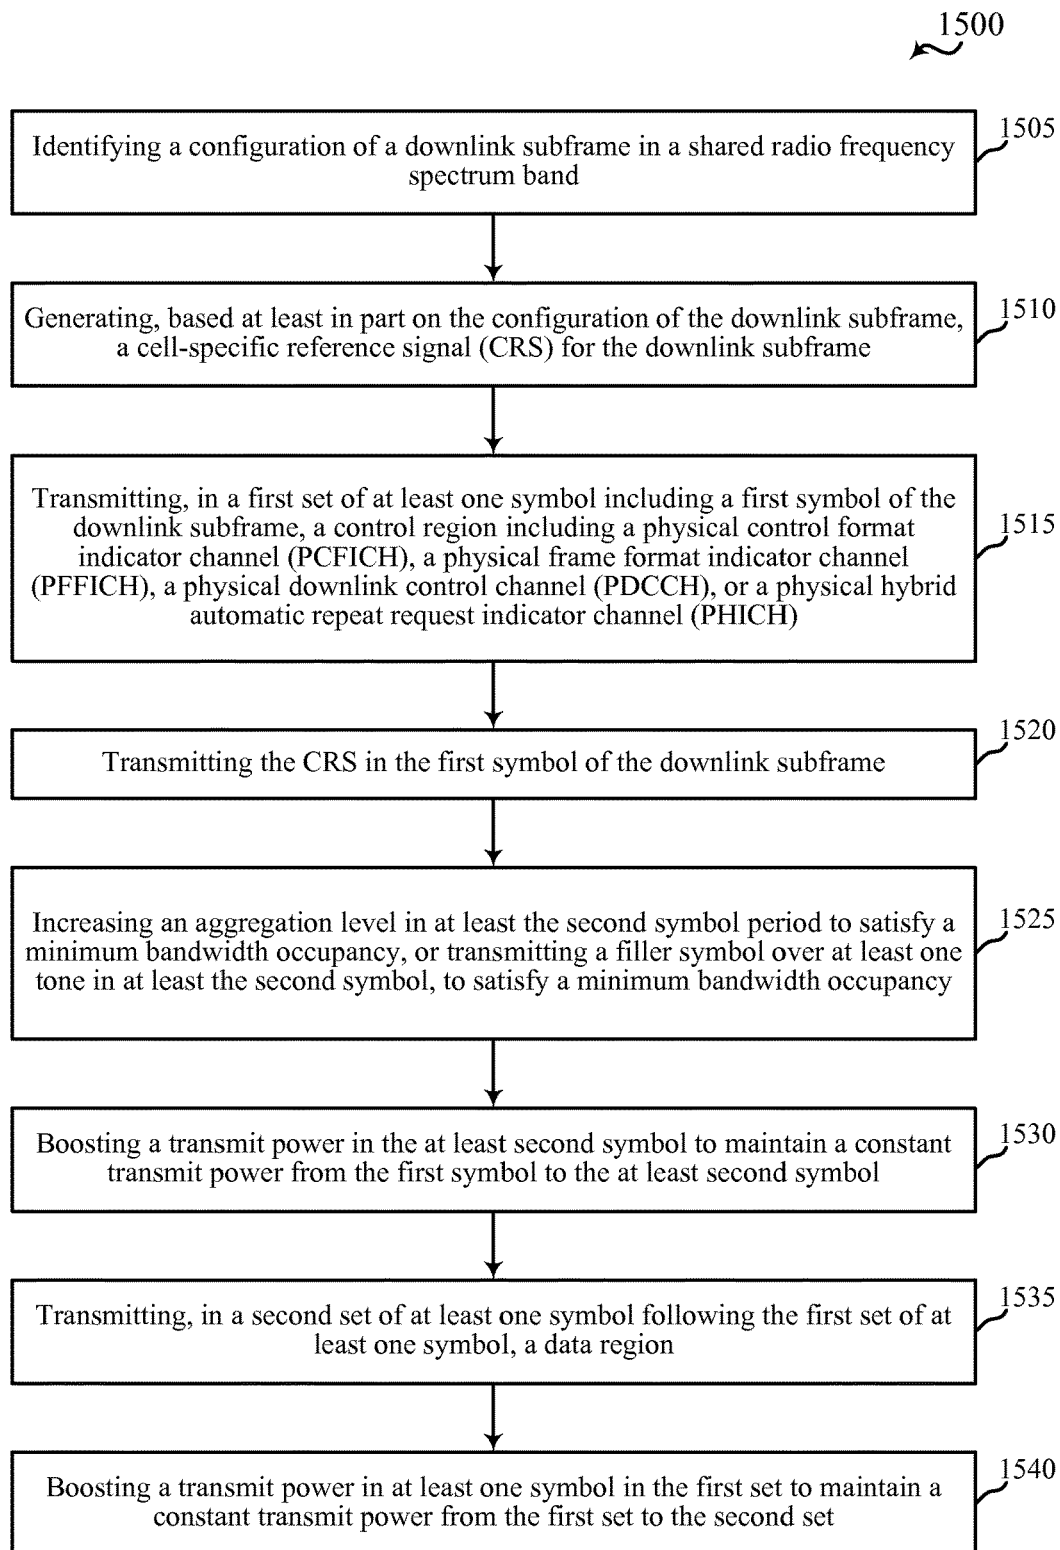 1500
1505
Identifying a configuration of a downlink subframe in a shared radio frequency
spectrum band
1510
Generating, based at least in part on the configuration of the downlink subframe,
a cell-specific reference signal (CRS) for the downlink subframe
1515
Transmitting, in a first set of at least one symbol including a first symbol of the
downlink subframe, a control region including a physical control format
indicator channel (PCFICH), a physical frame format indicator channel
(PFFICH), a physical downlink control channel (PDCCH), or a physical hybrid
automatic repeat request indicator channel (PHICH)
1520
Transmitting the CRS in the first symbol of the downlink subframe
1525
Increasing an aggregation level in at least the second symbol period to satisfy a
minimum bandwidth occupancy, or transmitting a filler symbol over at least one
tone in at least the second symbol, to satisfy a minimum bandwidth occupancy
1530
Boosting a transmit power in the at least second symbol to maintain a constant
transmit power from the first symbol to the at least second symbol
1535
Transmitting, in a second set of at least one symbol following the first set of at
least one symbol, a data region
1540
Boosting a transmit power in at least one symbol in the first set to maintain a
constant transmit power from the first set to the second set